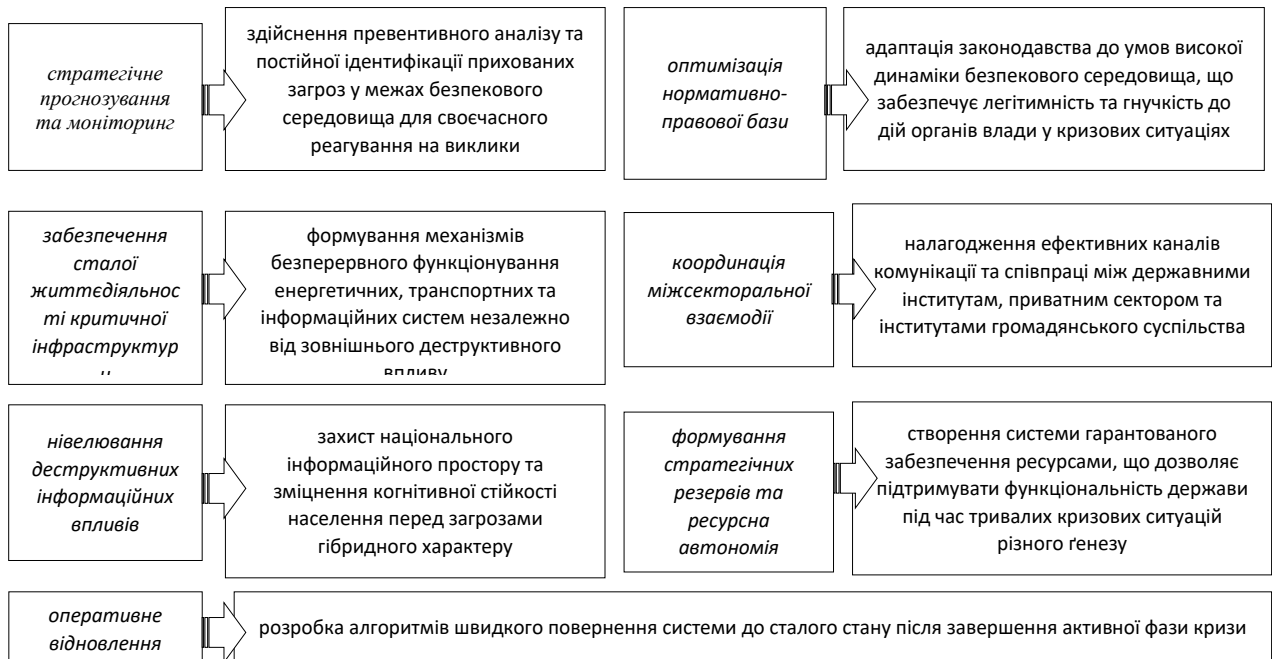 стратегічне
прогнозування
та моніторинг
здійснення превентивного аналізу та
постійної ідентифікації прихованих
загроз у межах безпекового
середовища для своєчасного
реагування на виклики
оптимізація
нормативно-
правової бази
адаптація законодавства до умов високої
динаміки безпекового середовища, що
забезпечує легітимність та гнучкість до
дій органів влади у кризових ситуаціях
забезпечення
сталої
життєдіяльнос
ті критичної
інфраструктур
и
формування механізмів
безперервного функціонування
енергетичних, транспортних та
інформаційних систем незалежно
від зовнішнього деструктивного
впливу
координація
міжсекторальної
взаємодії
налагодження ефективних каналів
комунікації та співпраці між державними
інститутам, приватним сектором та
інститутами громадянського суспільства
нівелювання
деструктивних
інформаційних
впливів
захист національного
інформаційного простору та
зміцнення когнітивної стійкості
населення перед загрозами
гібридного характеру
формування
стратегічних
резервів та
ресурсна
автономія
створення системи гарантованого
забезпечення ресурсами, що дозволяє
підтримувати функціональність держави
під час тривалих кризових ситуацій
різного ґенезу
оперативне
відновлення
розробка алгоритмів швидкого повернення системи до сталого стану після завершення активної фази кризи